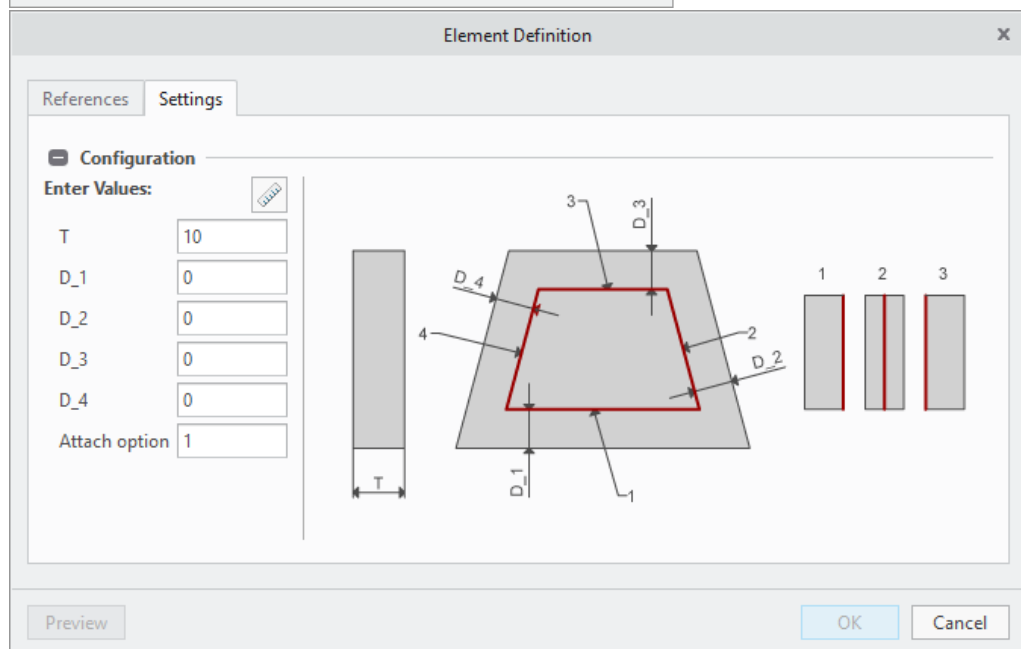 Element Definition x
References Settings
Configuration
Enter Values:
T 10
D_1 0
D_2 0
D_3 0
D_4 0
Attach option 1
3 D_3
D_4
4 2
D_2
D_1
1
T
1 2 3
Preview OK Cancel